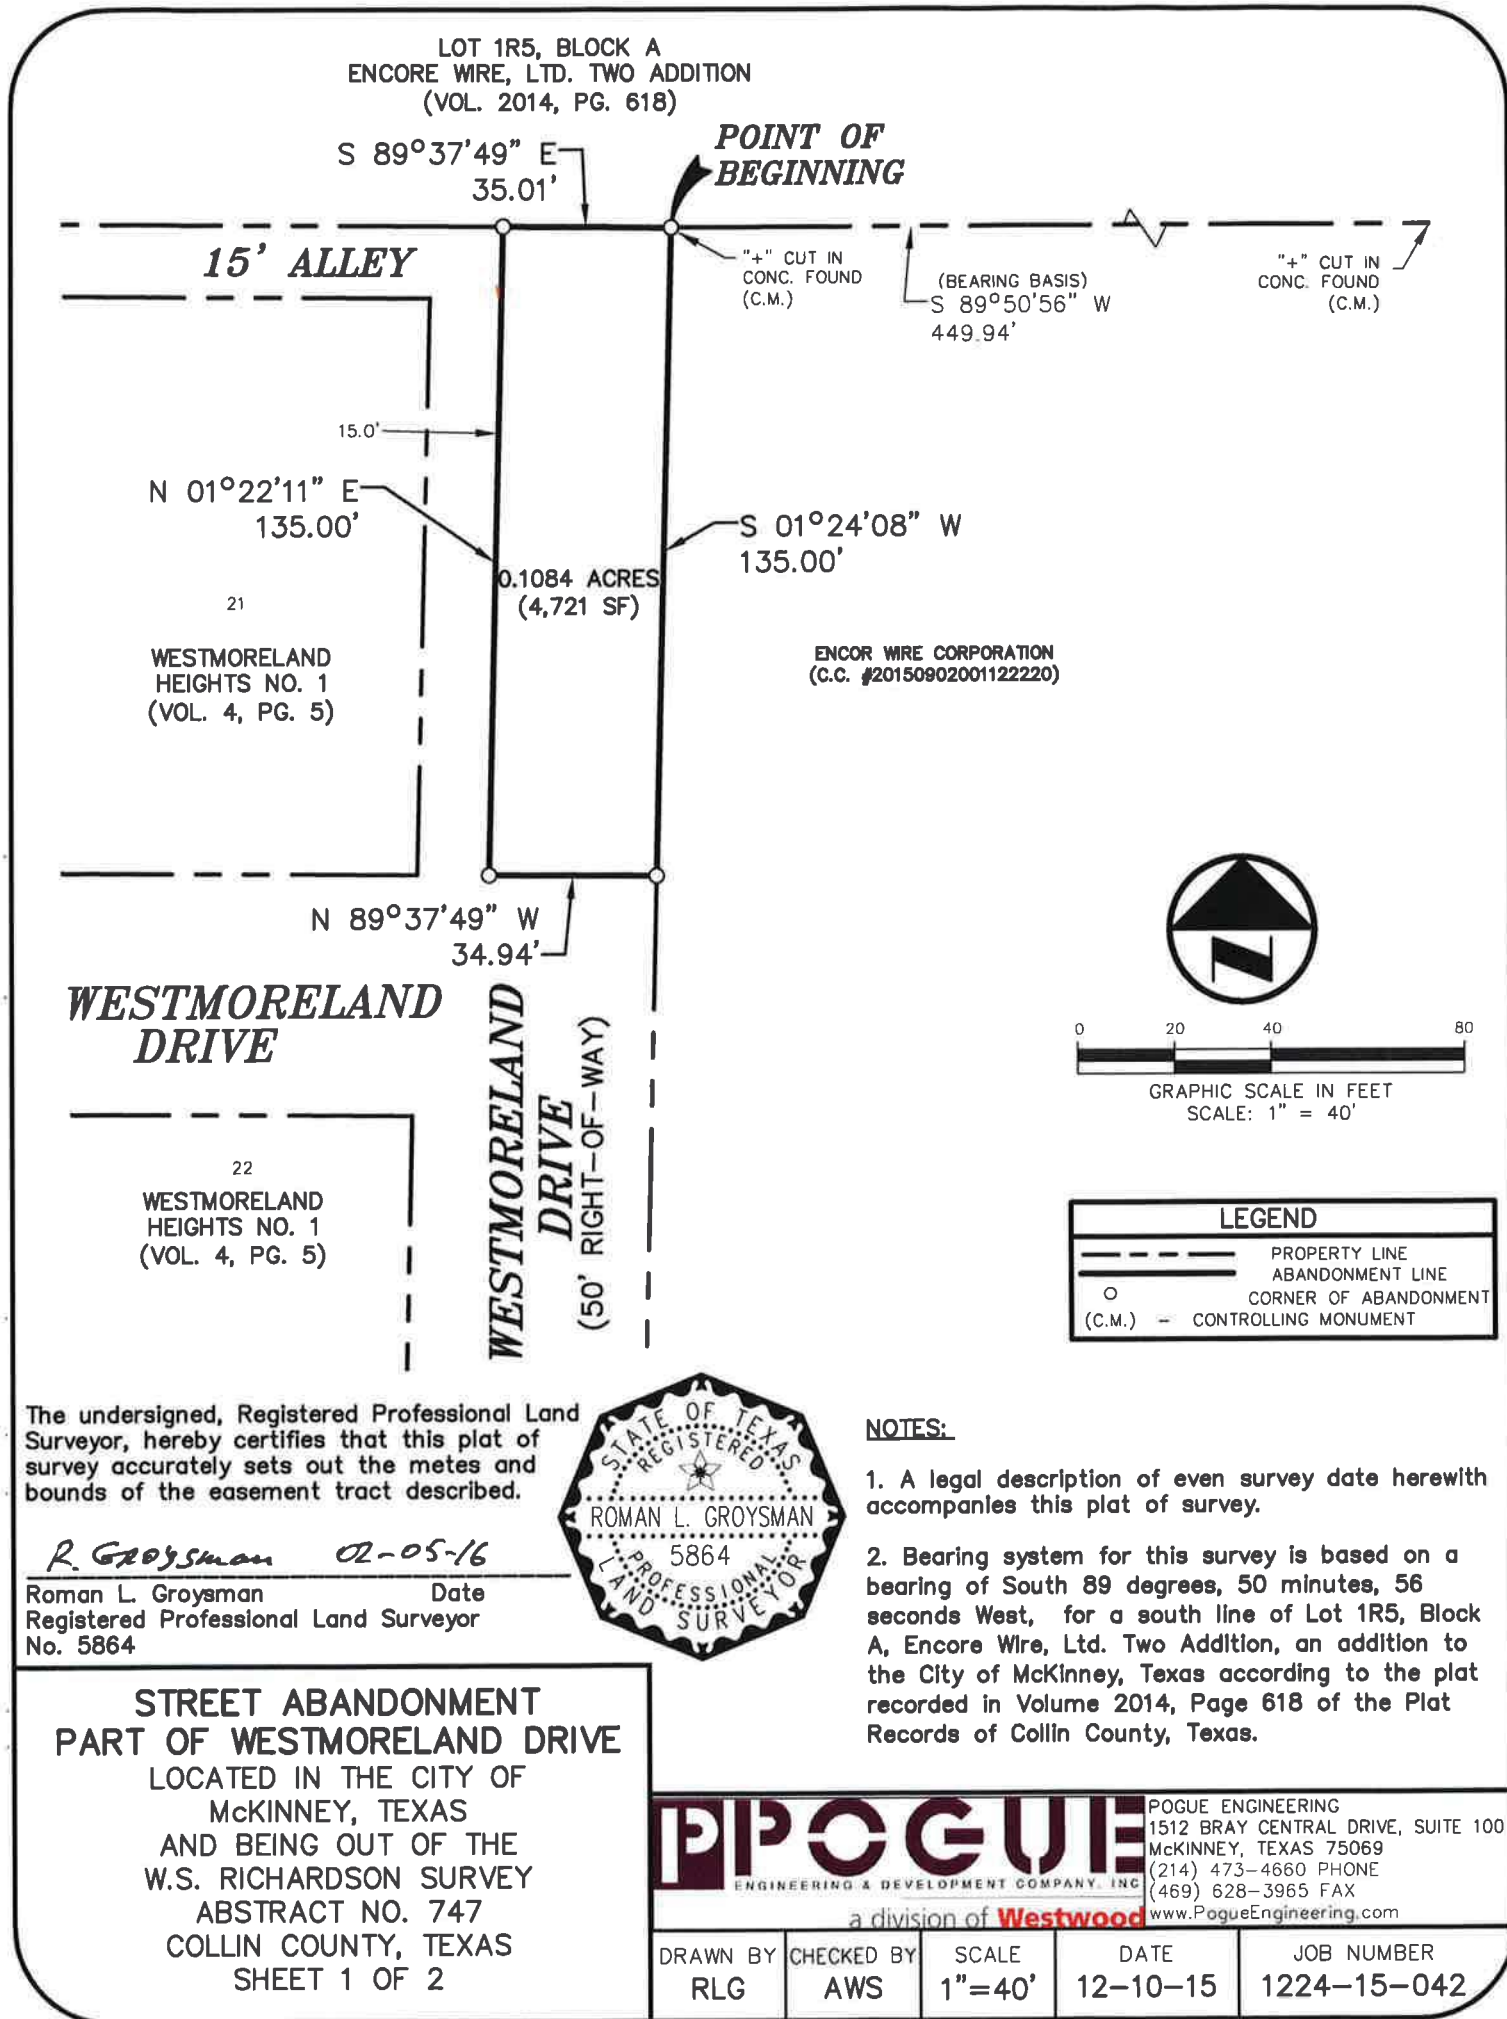 LOT 1R5, BLOCK A
ENCORE WIRE, LTD. TWO ADDITION
(VOL. 2014, PG. 618)
S 89°37'49" E
35.01'
POINT OF
BEGINNING
15' ALLEY
"+" CUT IN
CONC. FOUND
(C.M.)
(BEARING BASIS)
S 89°50'56" W
449.94'
"+" CUT IN
CONC. FOUND
(C.M.)
15.0'
N 01°22'11" E
135.00'
S 01°24'08" W
135.00'
0.1084 ACRES
(4,721 SF)
21
WESTMORELAND
HEIGHTS NO. 1
(VOL. 4, PG. 5)
ENCOR WIRE CORPORATION
(C.C. #20150902001122220)
N 89°37'49" W
34.94'
WESTMORELAND
DRIVE
WESTMORELAND
DRIVE
(50' RIGHT-OF-WAY)
N
0 20 40 80
GRAPHIC SCALE IN FEET
SCALE: 1" = 40'
22
WESTMORELAND
HEIGHTS NO. 1
(VOL. 4, PG. 5)
LEGEND
PROPERTY LINE
ABANDONMENT LINE
CORNER OF ABANDONMENT
(C.M.) - CONTROLLING MONUMENT
The undersigned, Registered Professional Land
Surveyor, hereby certifies that this plat of
survey accurately sets out the metes and
bounds of the easement tract described.
R. Groysman 02-05-16
Roman L. Groysman Date
Registered Professional Land Surveyor
No. 5864
STATE OF TEXAS
REGISTERED
ROMAN L. GROYSMAN
5864
PROFESSIONAL
LAND SURVEYOR
NOTES:
1. A legal description of even survey date herewith
accompanies this plat of survey.
2. Bearing system for this survey is based on a
bearing of South 89 degrees, 50 minutes, 56
seconds West, for a south line of Lot 1R5, Block
A, Encore Wire, Ltd. Two Addition, an addition to
the City of McKinney, Texas according to the plat
recorded in Volume 2014, Page 618 of the Plat
Records of Collin County, Texas.
STREET ABANDONMENT
PART OF WESTMORELAND DRIVE
LOCATED IN THE CITY OF
McKINNEY, TEXAS
AND BEING OUT OF THE
W.S. RICHARDSON SURVEY
ABSTRACT NO. 747
COLLIN COUNTY, TEXAS
SHEET 1 OF 2
PPOGUE
ENGINEERING & DEVELOPMENT COMPANY, INC
a division of Westwood
POGUE ENGINEERING
1512 BRAY CENTRAL DRIVE, SUITE 100
McKINNEY, TEXAS 75069
(214) 473-4660 PHONE
(469) 628-3965 FAX
www.PogueEngineering.com
DRAWN BY CHECKED BY SCALE DATE JOB NUMBER
RLG AWS 1"=40' 12-10-15 1224-15-042